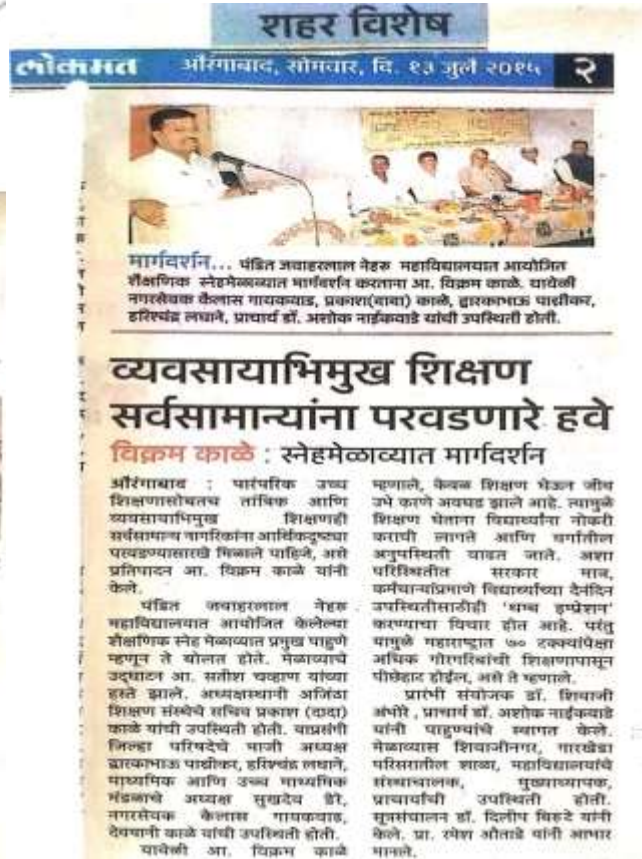 शहर विशेष
लोकमत
औरंगाबाद, सोमवार, दि. १३ जुलै २०१५
२
मार्गदर्शन... पंडित जवाहरलाल नेहरू महाविद्यालयात आयोजित
शैक्षणिक स्नेहमेळाव्यात मार्गदर्शन करताना आ. विक्रम काळे. यावेळी
नगरसेवक कैलास गायकवाड, प्रकाश(बाबा) काळे, द्वारकाभाऊ पाथ्रीकर,
हरिश्चंद्र लघाने, प्राचार्य डॉ. अशोक नाईकवाडे यांची उपस्थिती होती.
व्यवसायाभिमुख शिक्षण
सर्वसामान्यांना परवडणारे हवे
विक्रम काळे : स्नेहमेळाव्यात मार्गदर्शन
औरंगाबाद : पारंपरिक उच्च
शिक्षणासोबतच तांत्रिक आणि
व्यवसायाभिमुख शिक्षणही
सर्वसामान्य नागरिकांना आर्थिकदृष्ट्या
परवडण्यासारखे मिळाले पाहिजे, असे
प्रतिपादन आ. विक्रम काळे यांनी
केले.
पंडित जवाहरलाल नेहरू
महाविद्यालयात आयोजित केलेल्या
शैक्षणिक स्नेह मेळाव्यात प्रमुख पाहुणे
म्हणून ते बोलत होते. मेळाव्याचे
उद्घाटन आ. सतीश चव्हाण यांच्या
हस्ते झाले. अध्यक्षस्थानी अजिंठा
शिक्षण संस्थेचे सचिव प्रकाश (दादा)
काळे यांची उपस्थिती होती. याप्रसंगी
जिल्हा परिषदेचे माजी अध्यक्ष
द्वारकाभाऊ पाथ्रीकर, हरिश्चंद्र लघाने,
माध्यमिक आणि उच्च माध्यमिक
मंडळाचे अध्यक्ष सुखदेव डेरे,
नगरसेवक कैलास गायकवाड,
देवयानी काळे यांची उपस्थिती होती.
यावेळी आ. विक्रम काळे
म्हणाले, केवळ शिक्षण घेऊन जीव
उभे करणे अवघड झाले आहे. त्यामुळे
शिक्षण घेताना विद्यार्थ्यांना नोकरी
करावी लागते आणि वर्गातील
अनुपस्थिती वाढत जाते. अशा
परिस्थितीत सरकार मात्र,
कर्मचाऱ्यांप्रमाणे विद्यार्थ्यांच्या दैनंदिन
उपस्थितीसाठीही 'थम्ब इम्प्रेशन'
करण्याचा विचार होत आहे. परंतु
यामुळे महाराष्ट्रात ७० टक्क्यांपेक्षा
अधिक गोरगरिबांची शिक्षणापासून
पीछेहाट होईल, असे ते म्हणाले.
प्रारंभी संयोजक डॉ. शिवाजी
अंभोरे, प्राचार्य डॉ. अशोक नाईकवाडे
यांनी पाहुण्यांचे स्वागत केले.
मेळाव्यास शिवाजीनगर, गारखेडा
परिसरातील शाळा, महाविद्यालयांचे
संस्थाचालक, मुख्याध्यापक,
प्राचार्यांची उपस्थिती होती.
सूत्रसंचालन डॉ. दिलीप बिरुटे यांनी
केले. प्रा. रमेश औताडे यांनी आभार
मानले.